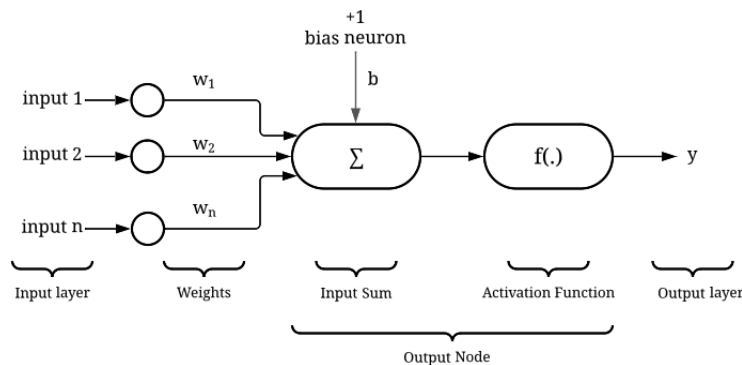 +1
bias neuron
b
input 1
w₁
input 2
w₂
Σ
f(.)
y
input n
wₙ
Input layer
Weights
Input Sum
Activation Function
Output layer
Output Node